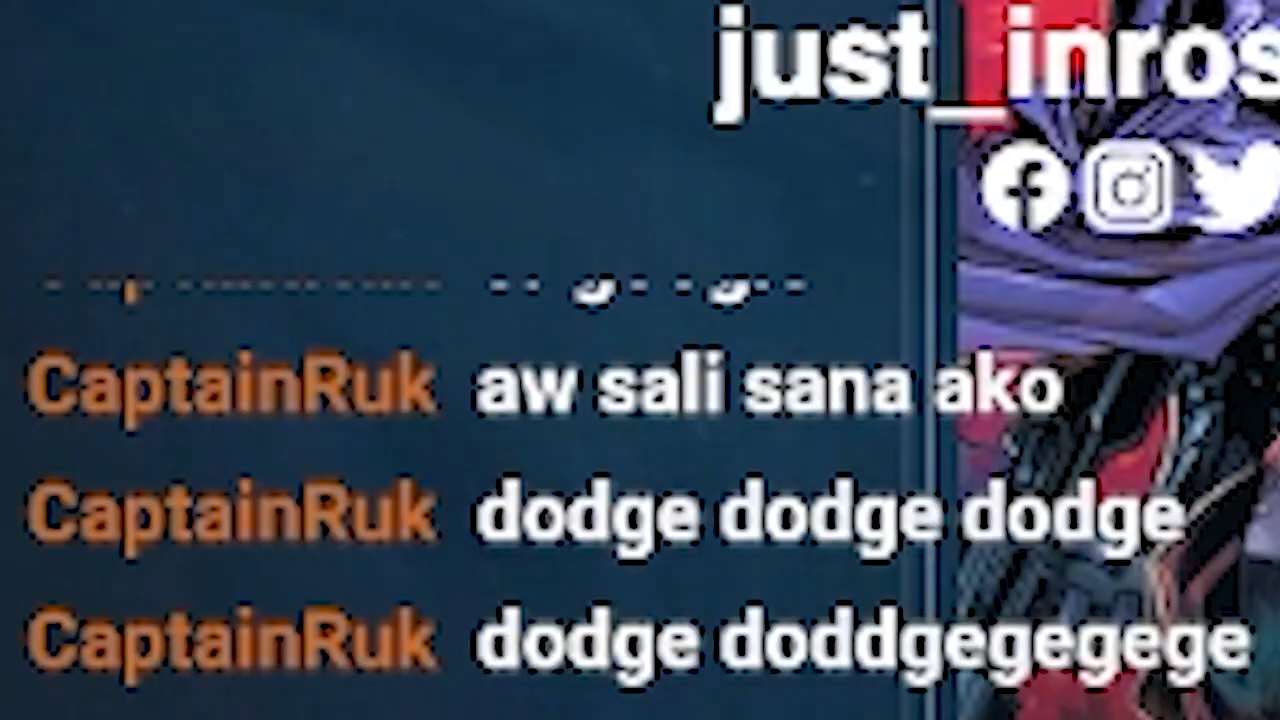 just_inros
CaptainRuk aw sali sana ako
CaptainRuk dodge dodge dodge
CaptainRuk dodge doddgegegege